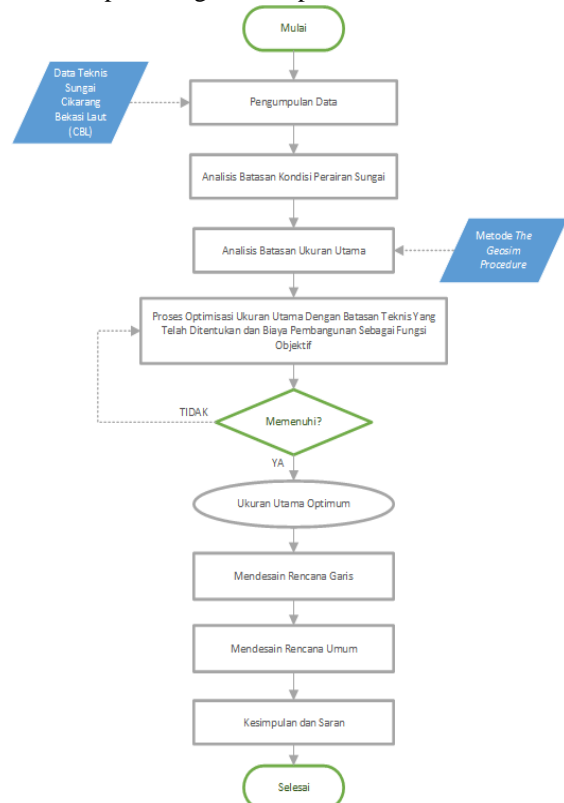 Mulai
Data Teknis
Sungai
Cikarang
Bekasi Laut
(CBL)
Pengumpulan Data
Analisis Batasan Kondisi Perairan Sungai
Analisis Batasan Ukuran Utama
Metode The
Geosim
Procedure
Proses Optimisasi Ukuran Utama Dengan Batasan Teknis Yang
Telah Ditentukan dan Biaya Pembangunan Sebagai Fungsi
Objektif
TIDAK
Memenuhi?
YA
Ukuran Utama Optimum
Mendesain Rencana Garis
Mendesain Rencana Umum
Kesimpulan dan Saran
Selesai